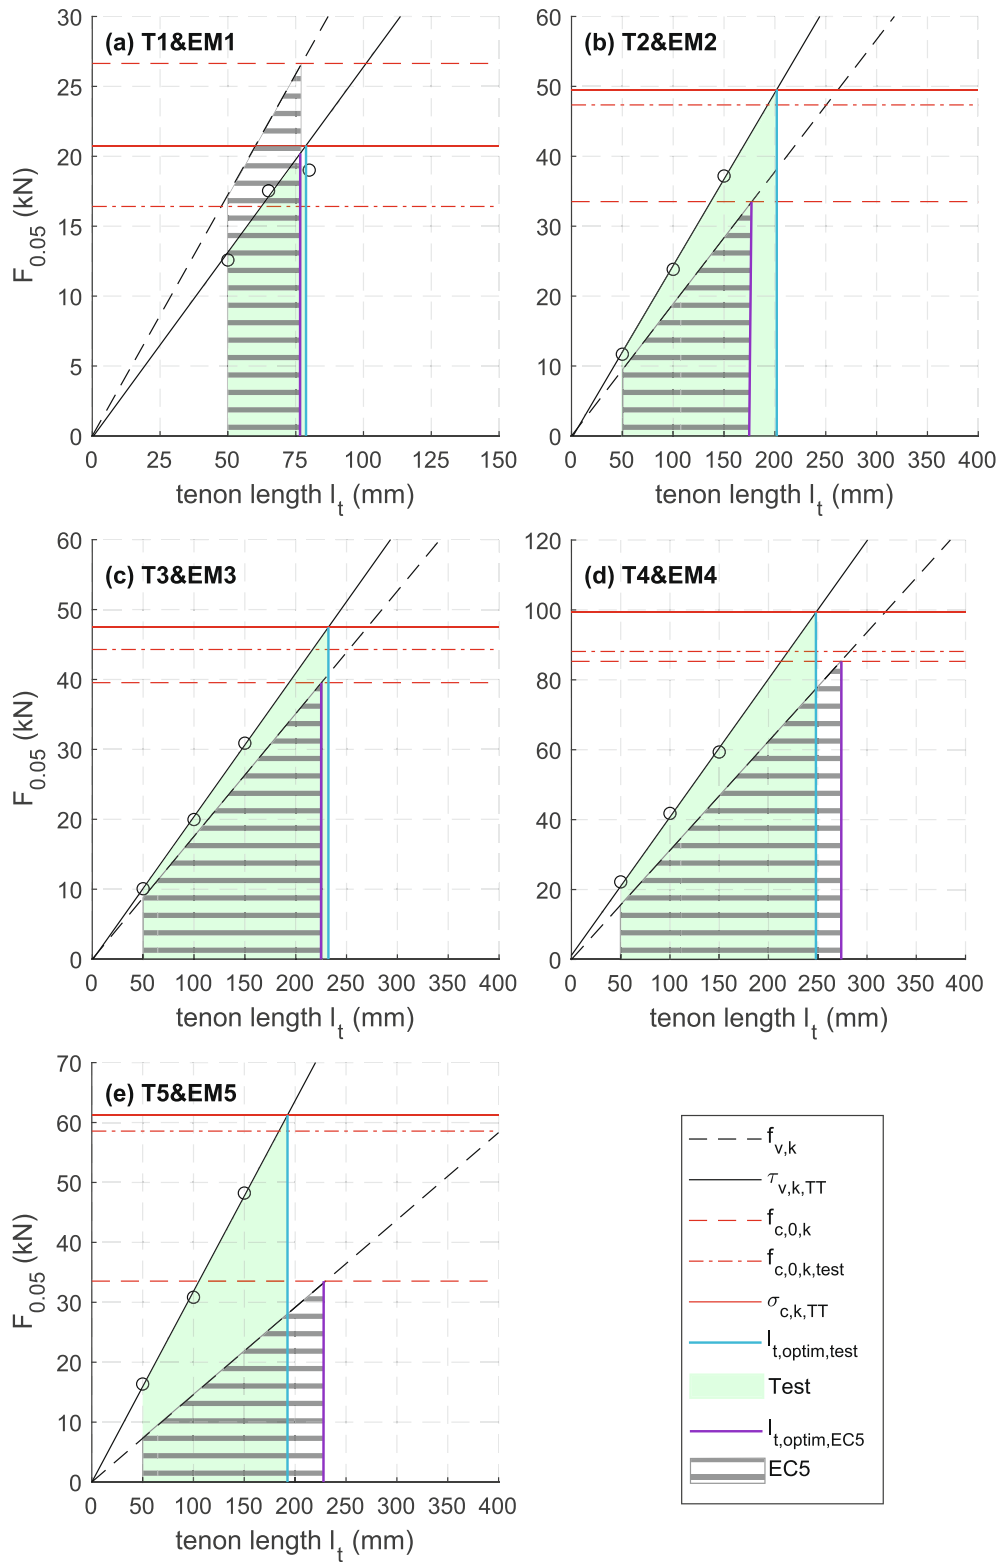 (a) T1&EM1
F0.05 (kN)
30
25
20
15
10
5
0
0 25 50 75 100 125 150
tenon length lt (mm)
(b) T2&EM2
60
50
40
30
20
10
0
0 50 100 150 200 250 300 350 400
tenon length lt (mm)
(c) T3&EM3
F0.05 (kN)
60
50
40
30
20
10
0
0 50 100 150 200 250 300 350 400
tenon length lt (mm)
(d) T4&EM4
120
100
80
60
40
20
0
0 50 100 150 200 250 300 350 400
tenon length lt (mm)
(e) T5&EM5
F0.05 (kN)
70
60
50
40
30
20
10
0
0 50 100 150 200 250 300 350 400
tenon length lt (mm)
fv,k
τv,k,TT
fc,0,k
fc,0,k,test
σc,k,TT
lt,optim,test
Test
lt,optim,EC5
EC5